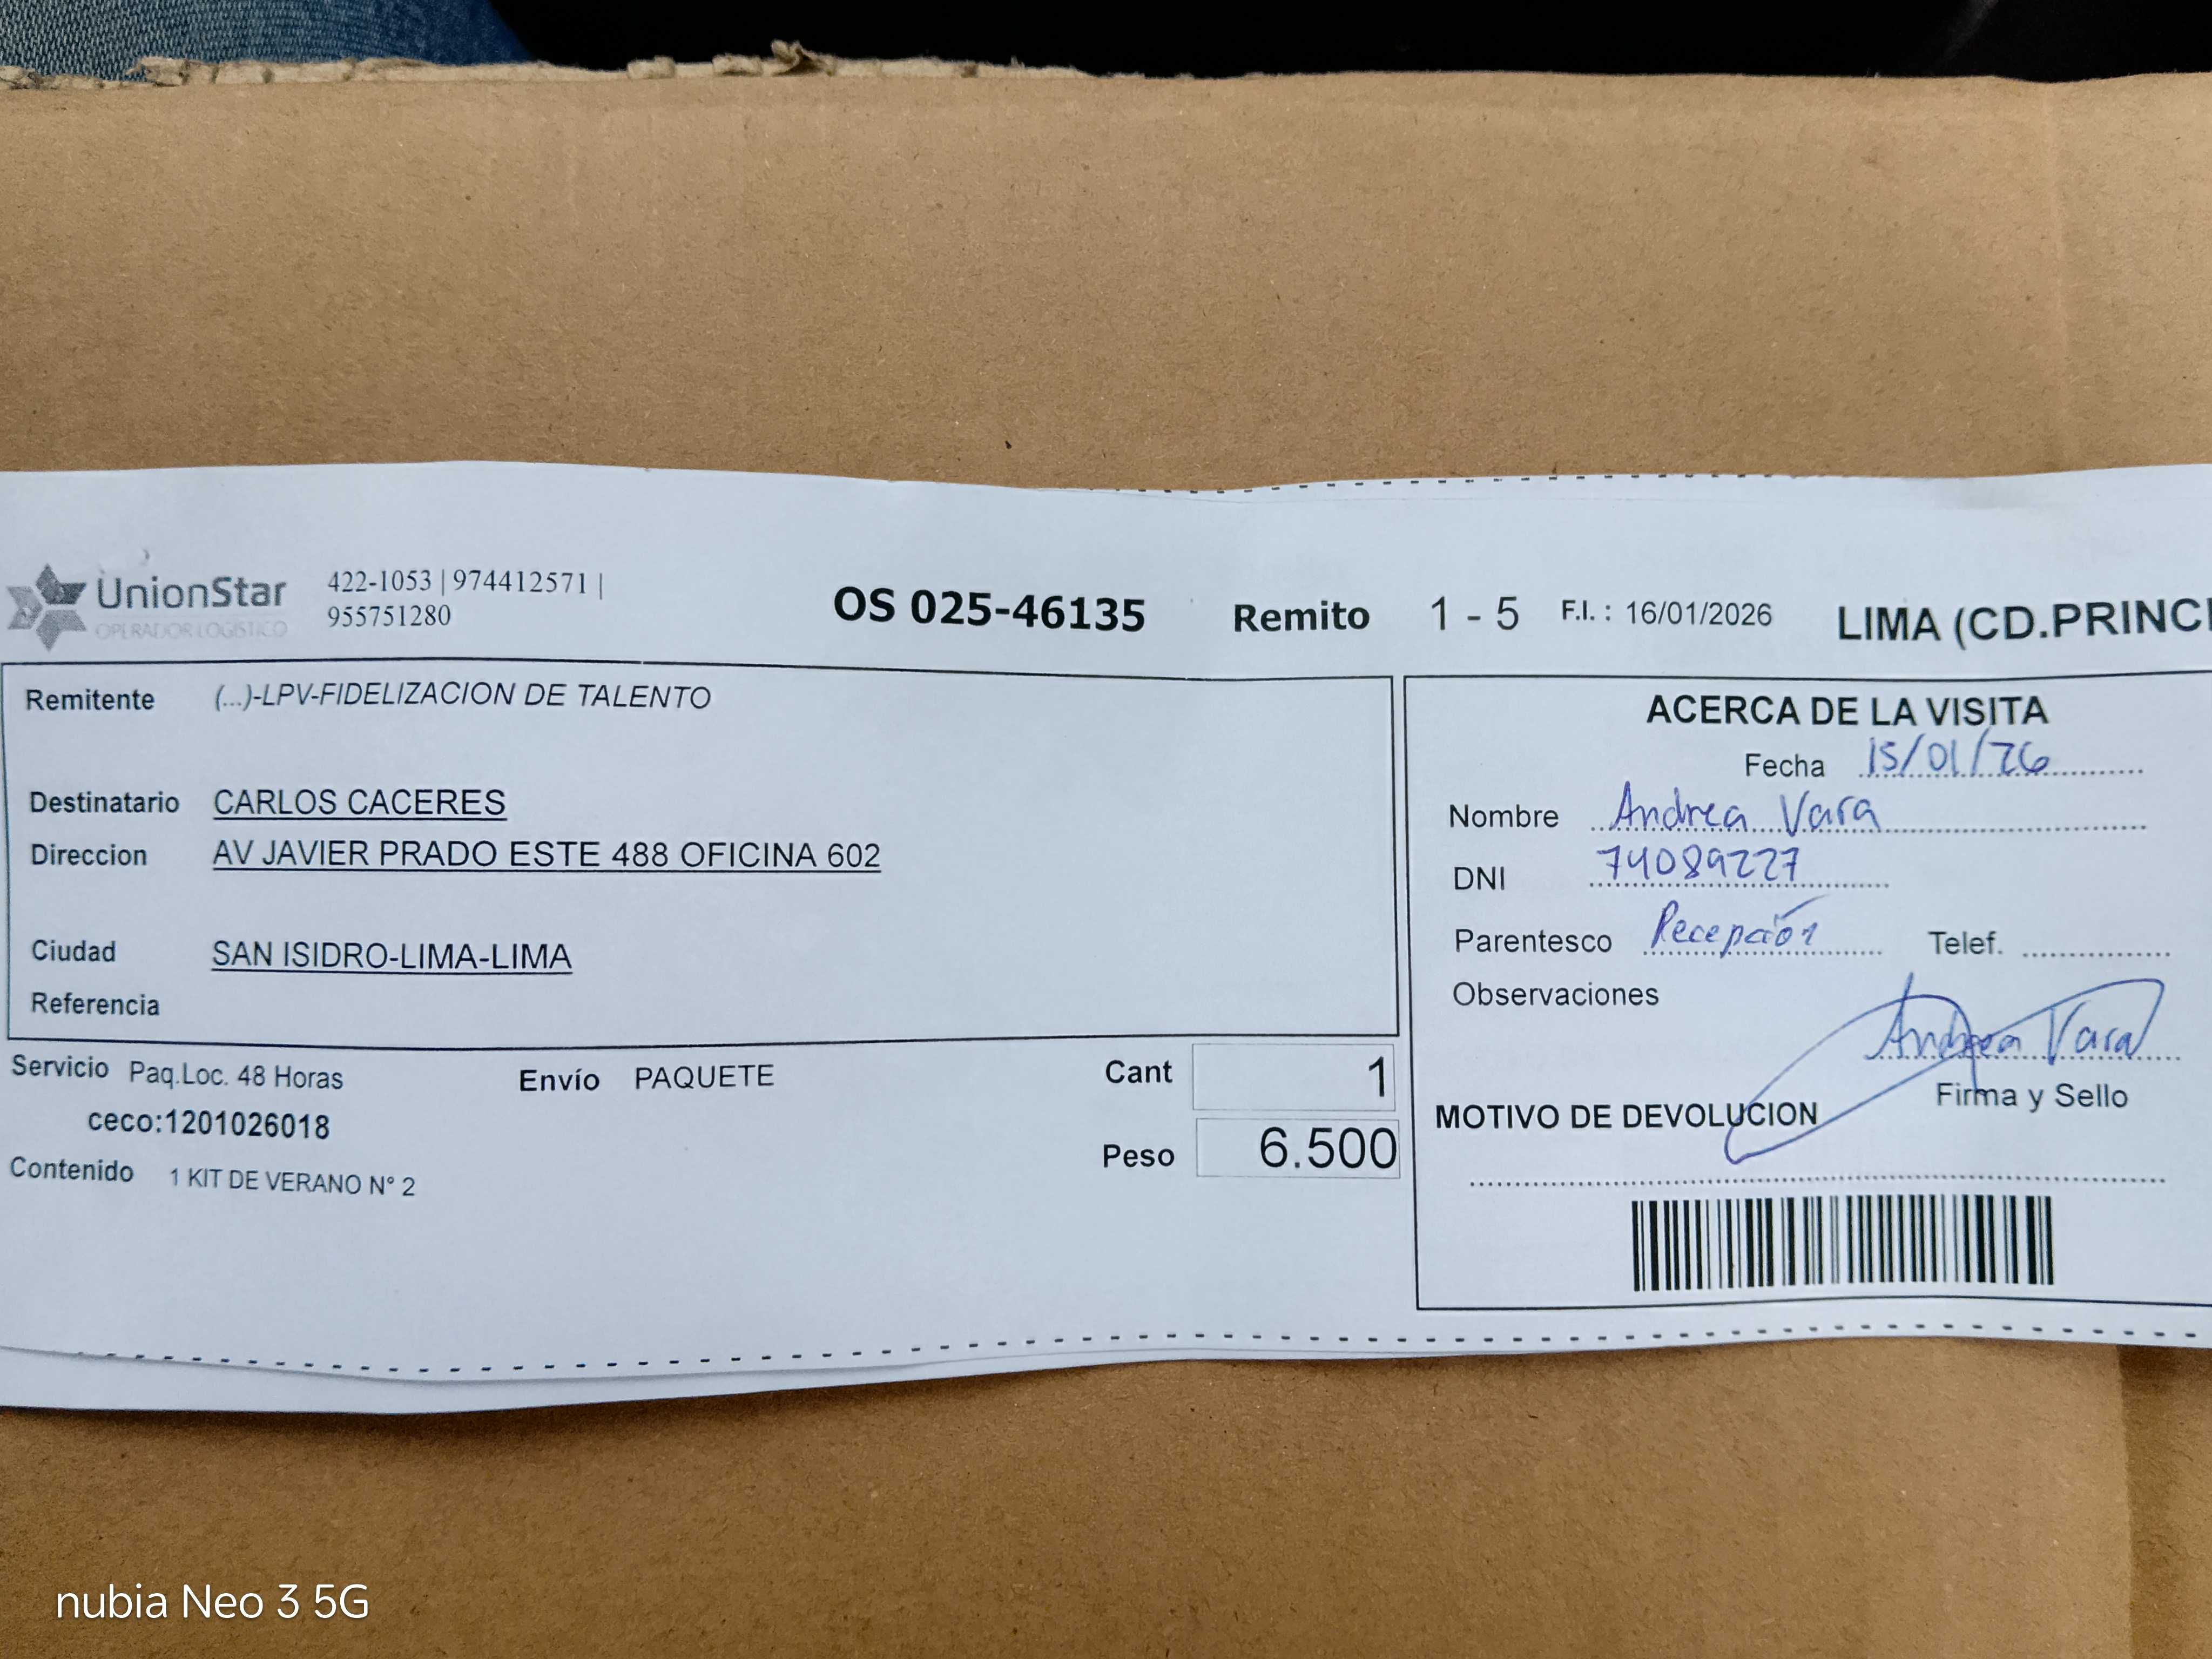 UnionStar
OPERADOR LOGISTICO
422-1053 | 974412571 |
955751280
OS 025-46135
Remito 1 - 5
F.I. : 16/01/2026
LIMA (CD.PRINCI
Remitente (...)-LPV-FIDELIZACION DE TALENTO
Destinatario CARLOS CACERES
Direccion AV JAVIER PRADO ESTE 488 OFICINA 602
Ciudad SAN ISIDRO-LIMA-LIMA
Referencia
Servicio Paq.Loc. 48 Horas
Envío PAQUETE
Cant 1
ceco:1201026018
Peso 6.500
Contenido 1 KIT DE VERANO N° 2
ACERCA DE LA VISITA
Fecha 15/01/26
Nombre Andrea Vara
DNI 74089227
Parentesco Recepción Telef.
Observaciones
Andrea Vara
Firma y Sello
MOTIVO DE DEVOLUCION
nubia Neo 3 5G